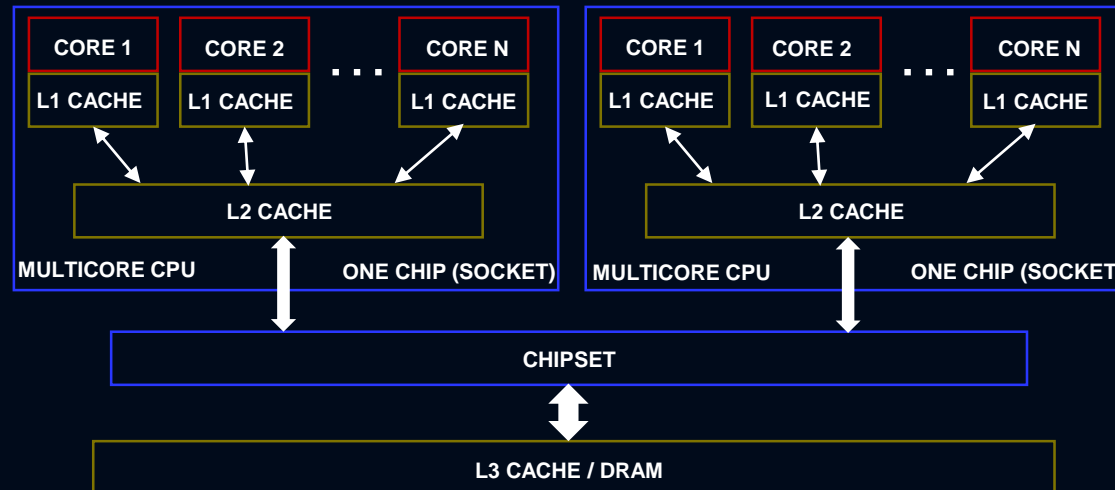 CORE 1 CORE 2 CORE N CORE 1 CORE 2 CORE N
. . . . . .
L1 CACHE L1 CACHE L1 CACHE L1 CACHE L1 CACHE L1 CACHE
L2 CACHE L2 CACHE
MULTICORE CPU ONE CHIP (SOCKET) MULTICORE CPU ONE CHIP (SOCKET
CHIPSET
L3 CACHE / DRAM